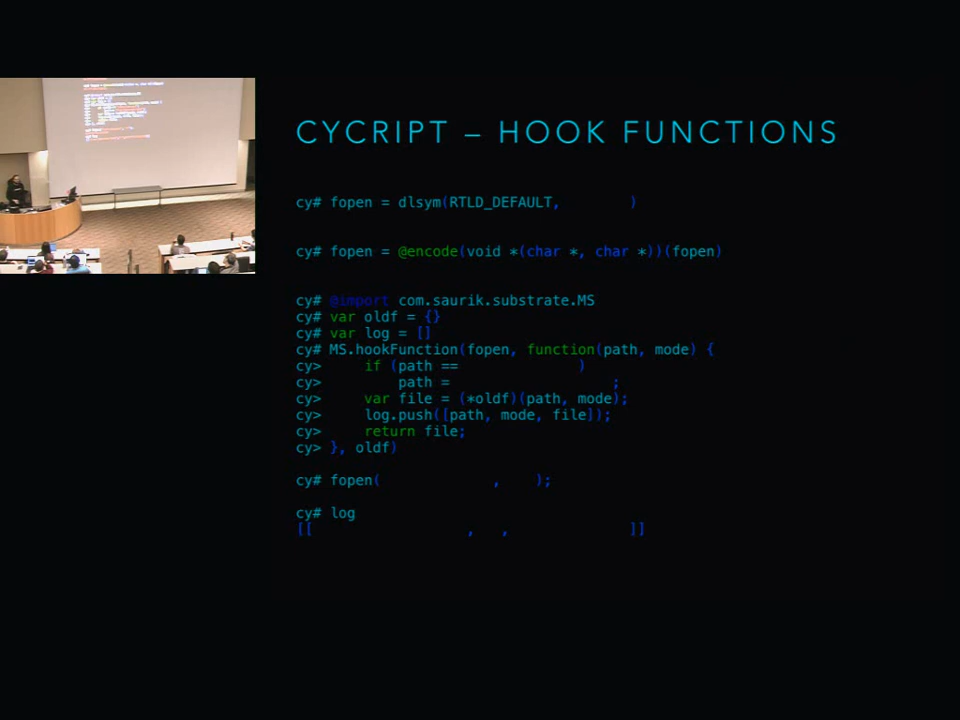 CYCRIPT – HOOK FUNCTIONS
cy# fopen = dlsym(RTLD_DEFAULT, )
cy# fopen = @encode(void *(char *, char *))(fopen)
cy# @import com.saurik.substrate.MS
cy# var oldf = {}
cy# var log = []
cy# MS.hookFunction(fopen, function(path, mode) {
cy> if (path == )
cy> path = ;
cy> var file = (*oldf)(path, mode);
cy> log.push([path, mode, file]);
cy> return file;
cy> }, oldf)
cy# fopen( , );
cy# log
[[ , , ]]